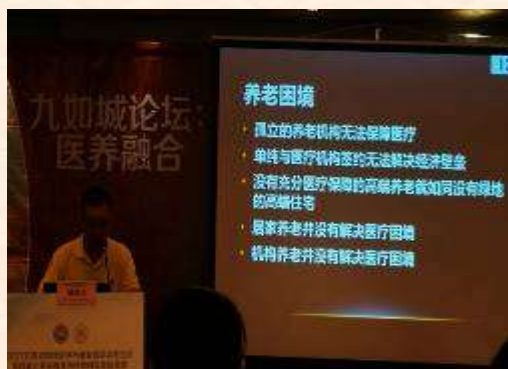 九如城论坛:
医养融合
养老困境
孤立的养老机构无法保障医疗
单纯与医疗机构签约无法解决经济壁垒
没有充分医疗保障的高端养老就如同没有绿地
的高端住宅
居家养老并没有解决医疗困境
机构养老并没有解决医疗困境